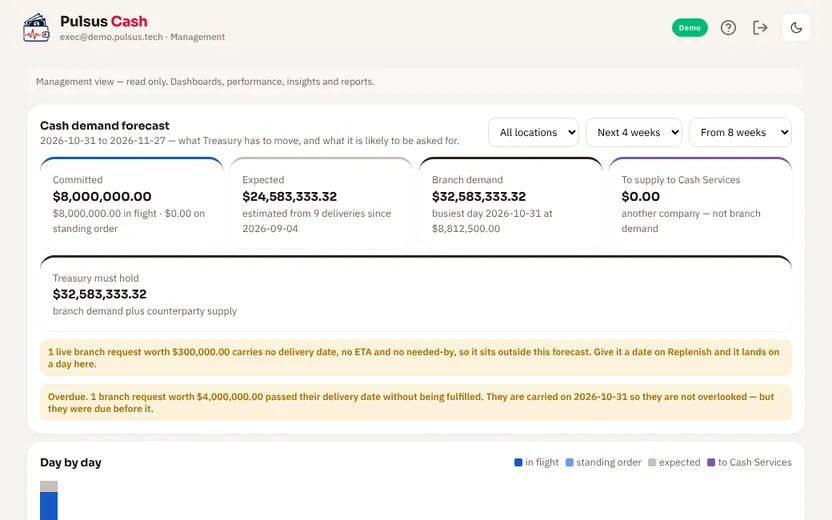 Pulsus Cash
exec@demo.pulsus.tech · Management
Demo
Management view — read only. Dashboards, performance, insights and reports.
Cash demand forecast
2026-10-31 to 2026-11-27 — what Treasury has to move, and what it is likely to be asked for.
All locations
Next 4 weeks
From 8 weeks
Committed
$8,000,000.00
$8,000,000.00 in flight · $0.00 on
standing order
Expected
$24,583,333.32
estimated from 9 deliveries since
2026-09-04
Branch demand
$32,583,333.32
busiest day 2026-10-31 at
$8,812,500.00
To supply to Cash Services
$0.00
another company — not branch
demand
Treasury must hold
$32,583,333.32
branch demand plus counterparty supply
1 live branch request worth $300,000.00 carries no delivery date, no ETA and no needed-by, so it sits outside this forecast. Give it a date on Replenish and it lands on
a day here.
Overdue. 1 branch request worth $4,000,000.00 passed their delivery date without being fulfilled. They are carried on 2026-10-31 so they are not overlooked — but
they were due before it.
Day by day
in flight
standing order
expected
to Cash Services